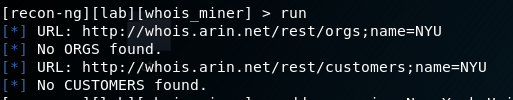 [recon-ng][lab][whois_miner] > run
[*] URL: http://whois.arin.net/rest/orgs;name=NYU
[*] No ORGS found.
[*] URL: http://whois.arin.net/rest/customers;name=NYU
[*] No CUSTOMERS found.